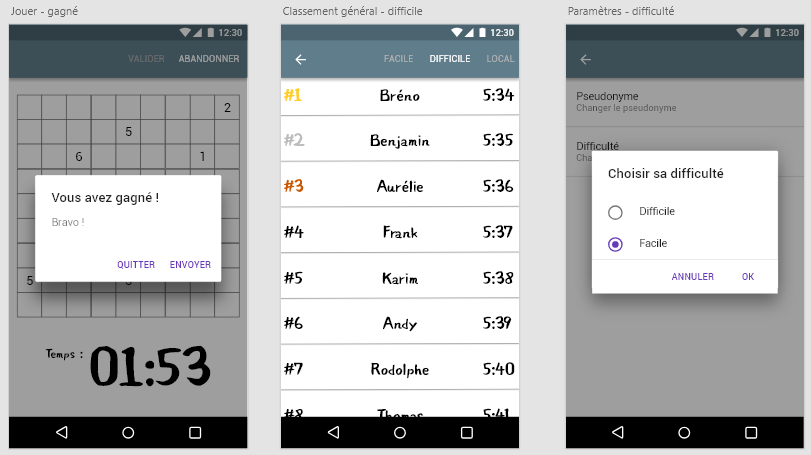 Jouer - gagné
12:30
VALIDER ABANDONNER
2
5
6 1
Vous avez gagné !
Bravo !
QUITTER ENVOYER
5
Temps : 01:53
Classement général - difficile
12:30
FACILE DIFFICILE LOCAL
#1 Bréno 5:34
#2 Benjamin 5:35
#3 Aurélie 5:36
#4 Frank 5:37
#5 Karim 5:38
#6 Andy 5:39
#7 Rodolphe 5:40
#8 Thomas 5:41
Paramètres - difficulté
12:30
Pseudonyme
Changer le pseudonyme
Difficulté
Choisir sa difficulté
Difficile
Facile
ANNULER OK